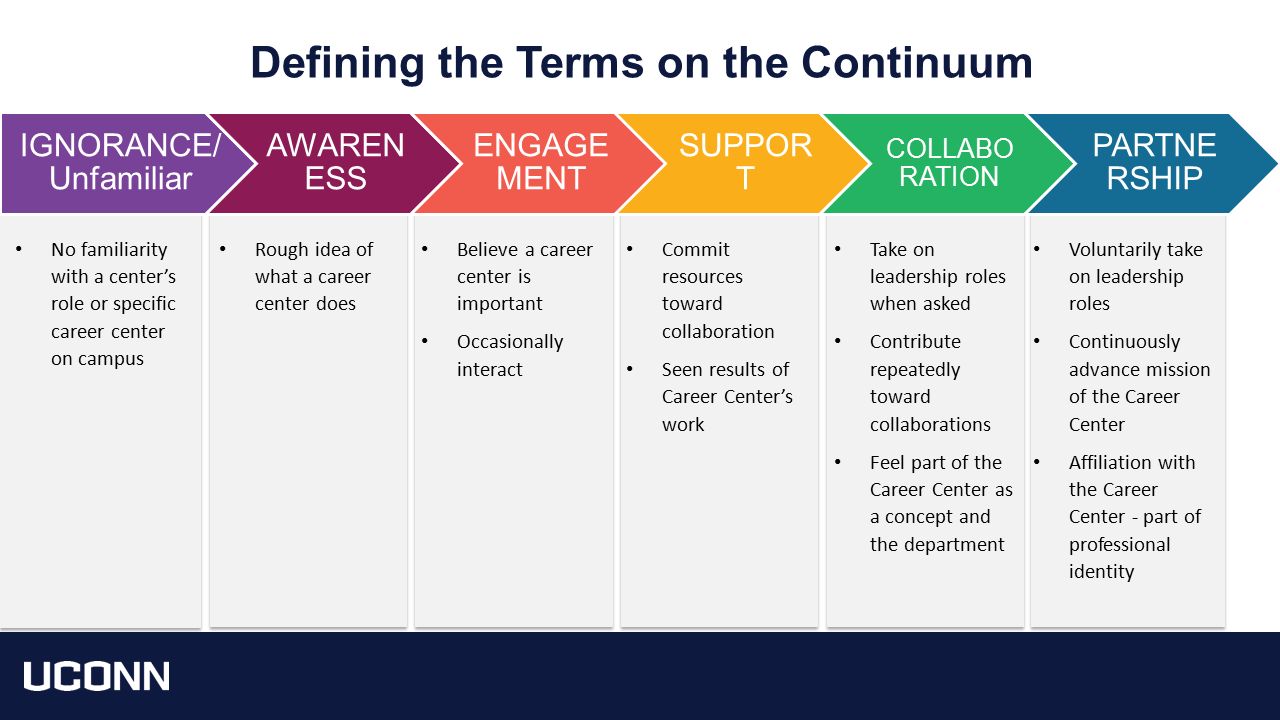 Defining the Terms on the Continuum
IGNORANCE/
Unfamiliar
AWAREN
ESS
ENGAGE
MENT
SUPPOR
T
COLLABO
RATION
PARTNE
RSHIP
• No familiarity
with a center’s
role or specific
career center
on campus
• Rough idea of
what a career
center does
• Believe a career
center is
important
• Occasionally
interact
• Commit
resources
toward
collaboration
• Seen results of
Career Center’s
work
• Take on
leadership roles
when asked
• Contribute
repeatedly
toward
collaborations
• Feel part of the
Career Center as
a concept and
the department
• Voluntarily take
on leadership
roles
• Continuously
advance mission
of the Career
Center
• Affiliation with
the Career
Center - part of
professional
identity
UCONN